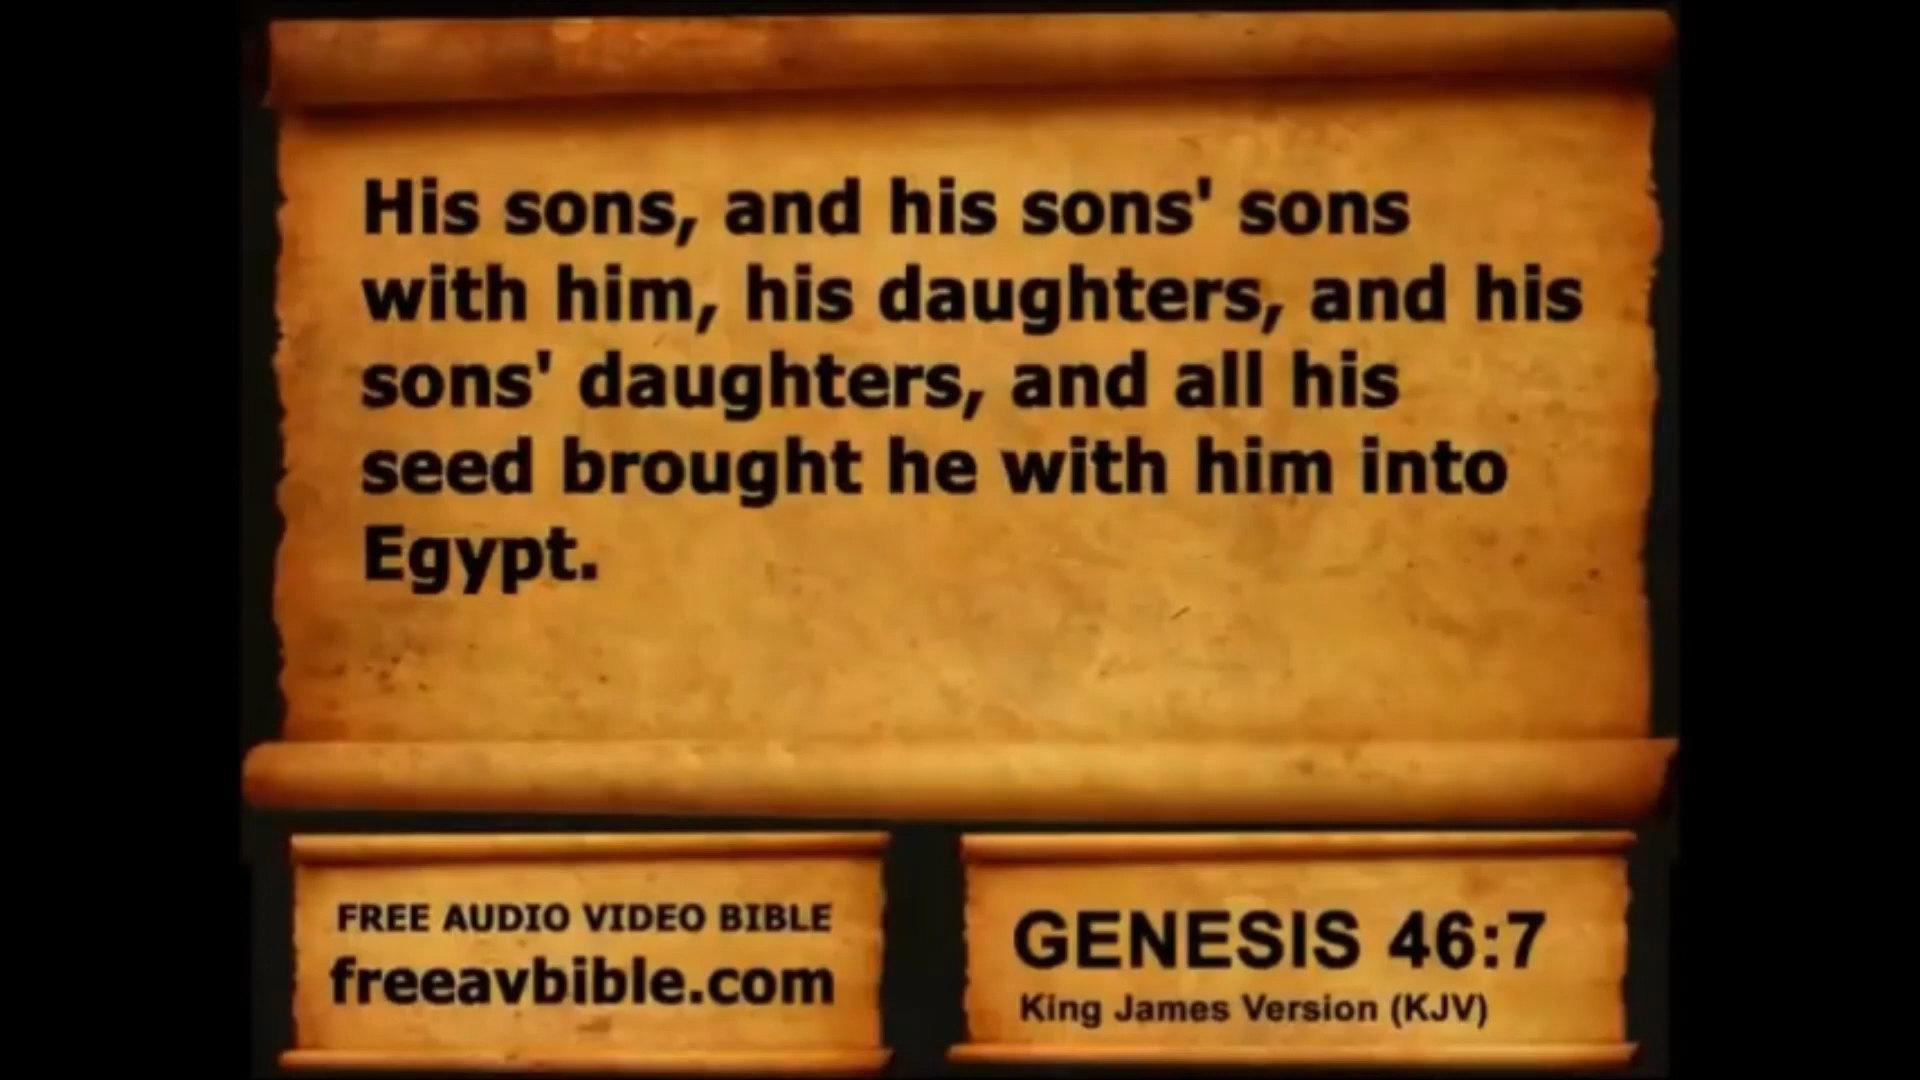 His sons, and his sons' sons
with him, his daughters, and his
sons' daughters, and all his
seed brought he with him into
Egypt.
FREE AUDIO VIDEO BIBLE
freeavbible.com
GENESIS 46:7
King James Version (KJV)